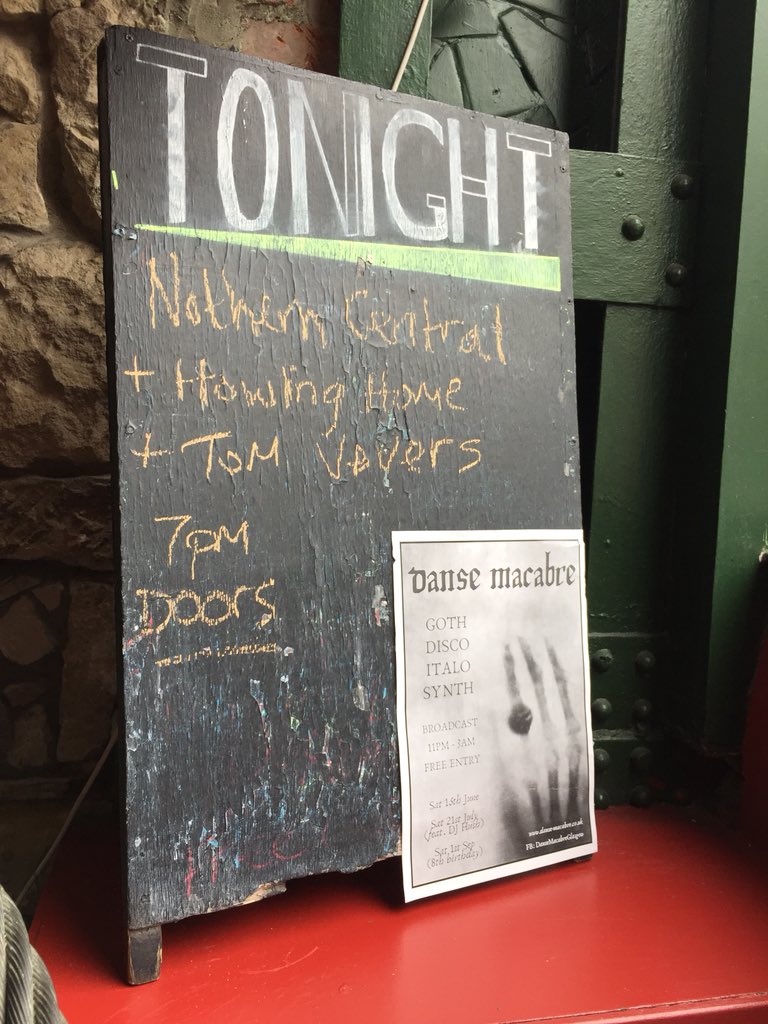 TONIGHT
Nothern Central
+ Howling Home
+ TOM VEVERS
7pm
DOORS
danse macabre
GOTH
DISCO
ITALO
SYNTH
BROADCAST
11PM - 3AM
FREE ENTRY
Sat 16th June
Sat 21st July
(feat. DJ Hush)
Sat 1st Sep
(8th birthday)
www.danse-macabre.co.uk
FB: DanseMacabreGlasgow